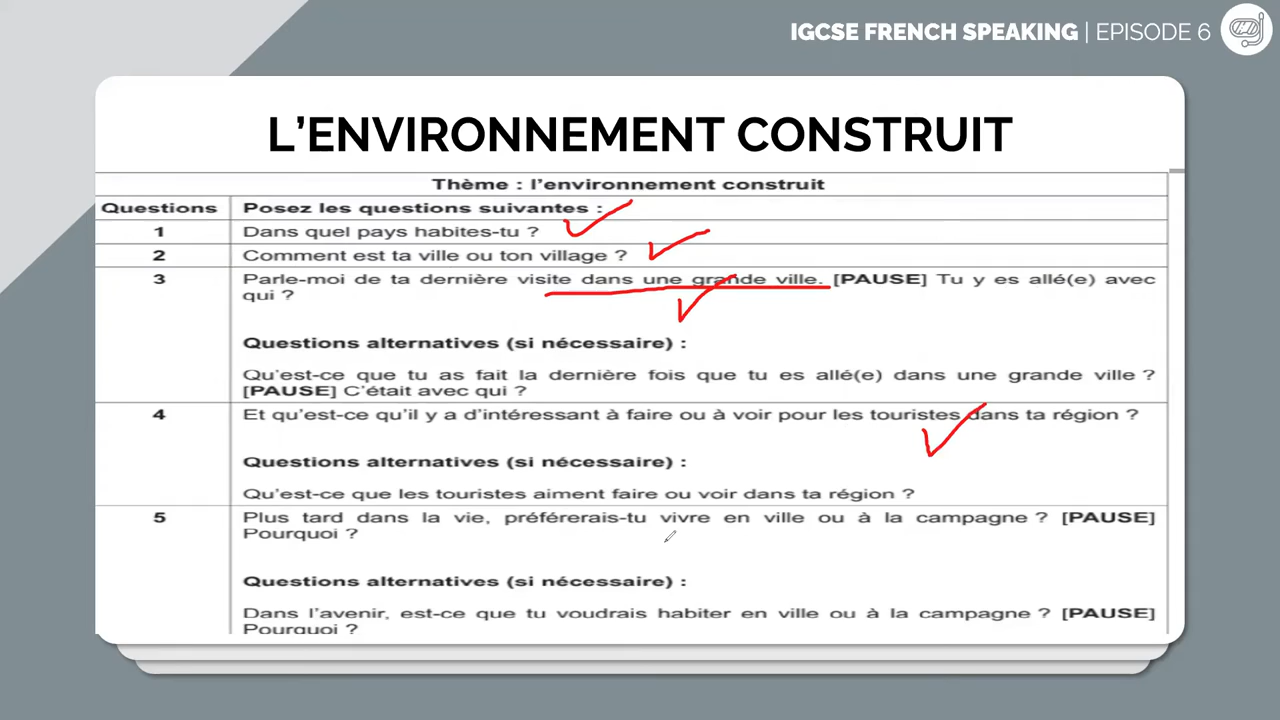 IGCSE FRENCH SPEAKING | EPISODE 6
L'ENVIRONNEMENT CONSTRUIT
Thème : l'environnement construit
Questions Posez les questions suivantes :
1 Dans quel pays habites-tu ?
2 Comment est ta ville ou ton village ?
3 Parle-moi de ta dernière visite dans une grande ville. [PAUSE] Tu y es allé(e) avec
qui ?
Questions alternatives (si nécessaire) :
Qu'est-ce que tu as fait la dernière fois que tu es allé(e) dans une grande ville ?
[PAUSE] C'était avec qui ?
4 Et qu'est-ce qu'il y a d'intéressant à faire ou à voir pour les touristes dans ta région ?
Questions alternatives (si nécessaire) :
Qu'est-ce que les touristes aiment faire ou voir dans ta région ?
5 Plus tard dans la vie, préférerais-tu vivre en ville ou à la campagne ? [PAUSE]
Pourquoi ?
Questions alternatives (si nécessaire) :
Dans l'avenir, est-ce que tu voudrais habiter en ville ou à la campagne ? [PAUSE]
Pourquoi ?